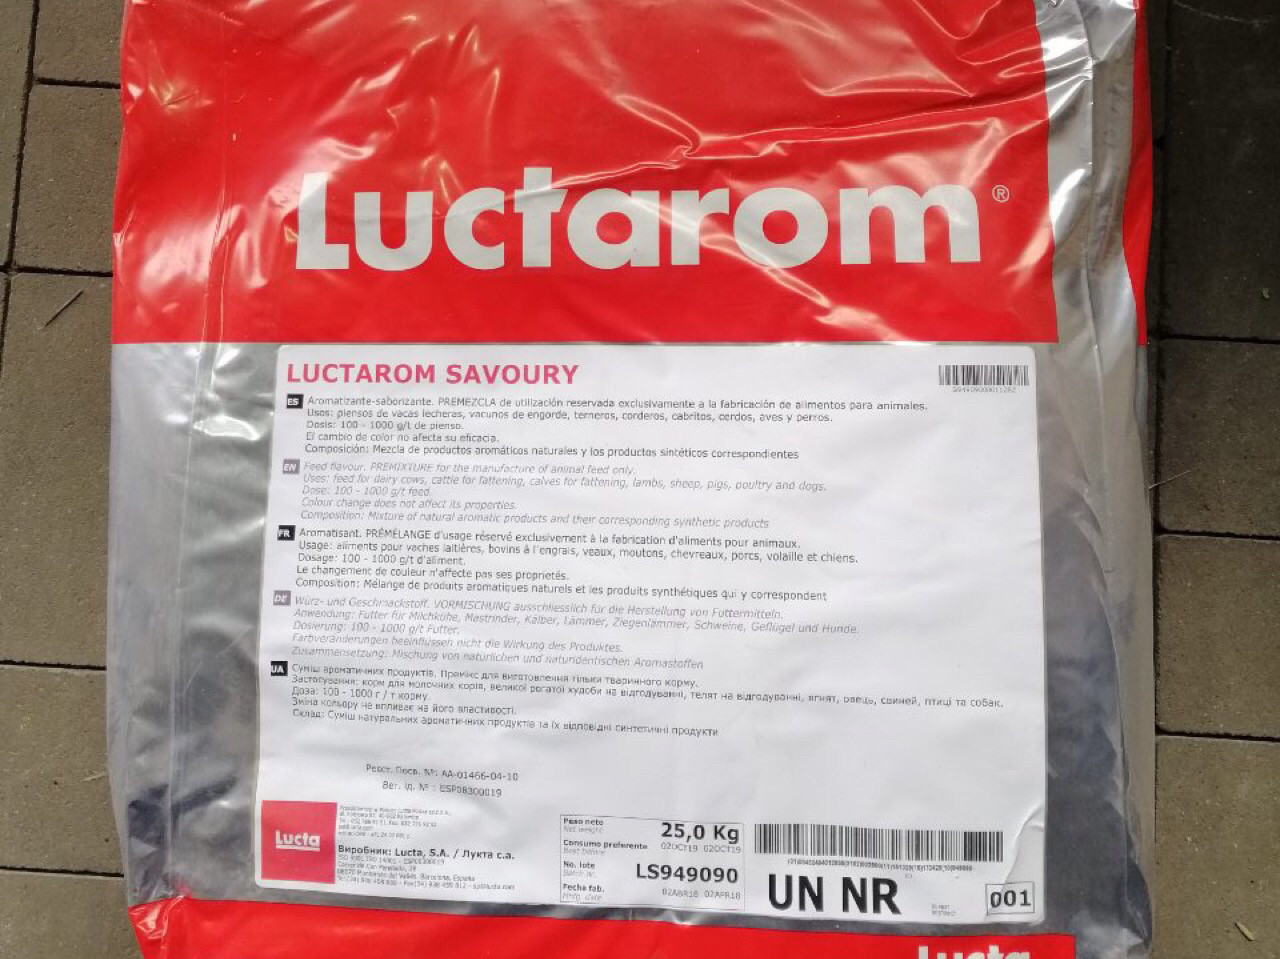 Luctarom®
LUCTAROM SAVOURY
ES Aromatizante-saborizante. PREMEZCLA de utilización reservada exclusivamente a la fabricación de alimentos para animales.
Usos: piensos de vacas lecheras, vacunos de engorde, terneros, corderos, cabritos, cerdos, aves y perros.
Dosis: 100 - 1000 g/t de pienso.
El cambio de color no afecta su eficacia.
Composición: Mezcla de productos aromáticos naturales y los productos sintéticos correspondientes
EN Feed flavour. PREMIXTURE for the manufacture of animal feed only.
Uses: feed for dairy cows, cattle for fattening, calves for fattening, lambs, sheep, pigs, poultry and dogs.
Dose: 100 - 1000 g/t feed.
Colour change does not affect its properties.
Composition: Mixture of natural aromatic products and their corresponding synthetic products
FR Aromatisant. PRÉMÉLANGE d'usage réservé exclusivement à la fabrication d'aliments pour animaux.
Usage: aliments pour vaches laitières, bovins à l'engrais, veaux, moutons, chevreaux, porcs, volaille et chiens.
Dosage: 100 - 1000 g/t d'aliment.
Le changement de couleur n'affecte pas ses proprietés.
Composition: Mélange de produits aromatiques naturels et les produits synthétiques qui y correspondent
DE Würz- und Geschmackstoff. VORMISCHUNG ausschliesslich für die Herstellung von Futtermitteln.
Anwendung: Futter für Milchkühe, Mastrinder, Kälber, Lämmer, Ziegenlämmer, Schweine, Geflügel und Hunde.
Dosierung: 100 - 1000 g/t Futter.
Farbveränderungen beeinflussen nicht die Wirkung des Produktes.
Zusammensetzung: Mischung von natürlichen und naturidentischen Aromastoffen
UA Суміш ароматичних продуктів. Премікс для виготовлення тільки тваринного корму.
Застосування: корм для молочних корів, великої рогатої худоби на відгодуванні, телят на відгодуванні, ягнят, овець, свиней, птиці та собак.
Доза: 100 - 1000 г / т корму.
Зміна кольору не впливає на його властивості.
Склад: Суміш натуральних ароматичних продуктів та їх відповідні синтетичні продукти
Реєст. Посв. №: AA-01466-04-10
Вет. ід. № : ESP08300019
Lucta
Виробник: Lucta, S.A. / Лукта с.а.
Peso neto
Net weight
25,0 Kg
Consumo preferente
Best before
02OCT19 02OCT19
No. lote
Batch nr.
LS949090
Fecha fab.
Mfg. date
02ABR18 02APR18
UN NR
001
Lucta